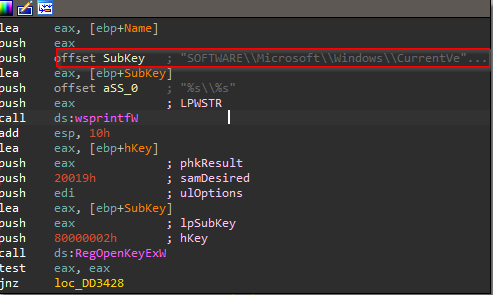 lea eax, [ebp+Name]
push eax
push offset SubKey ; "SOFTWARE\\Microsoft\\Windows\\CurrentVe"...
lea eax, [ebp+SubKey]
push offset aSS_0 ; "%s\\%s"
push eax ; LPWSTR
call ds:wsprintfW
add esp, 10h
lea eax, [ebp+hKey]
push eax ; phkResult
push 20019h ; samDesired
push edi ; ulOptions
lea eax, [ebp+SubKey]
push eax ; lpSubKey
push 80000002h ; hKey
call ds:RegOpenKeyExW
test eax, eax
jnz loc_DD3428